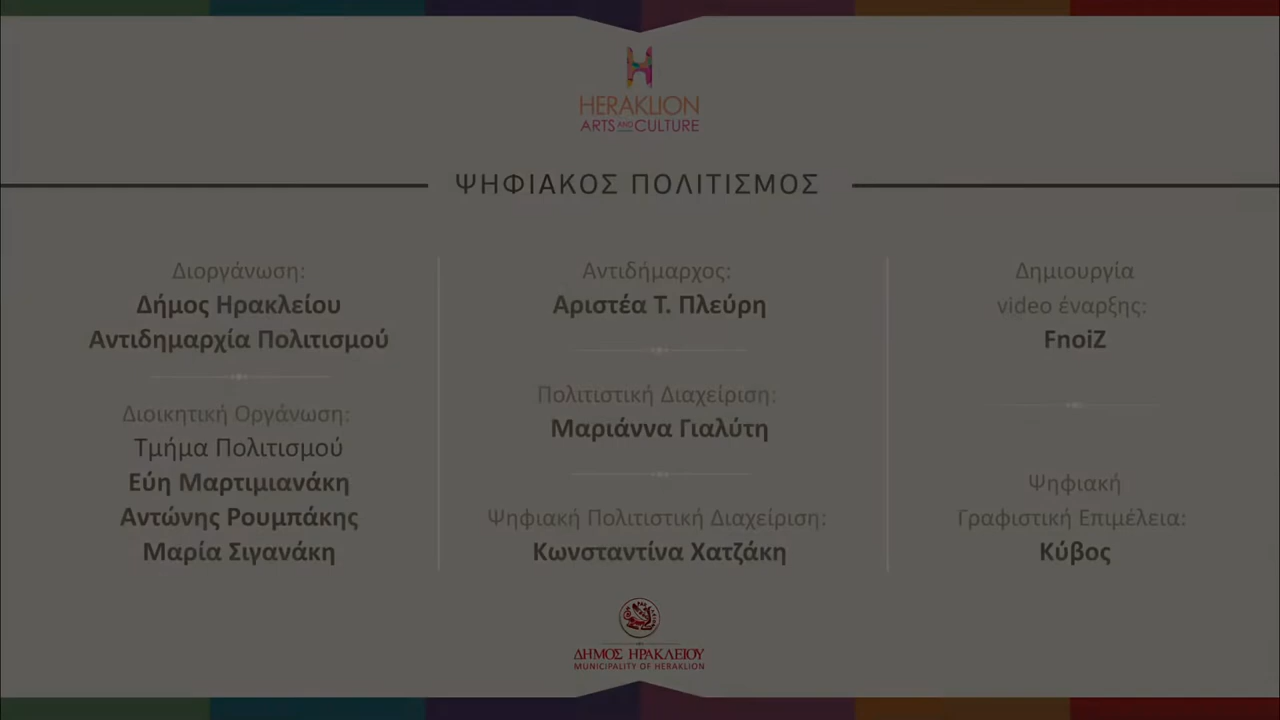 HERAKLION
ARTS AND CULTURE
ΨΗΦΙΑΚΟΣ ΠΟΛΙΤΙΣΜΟΣ
Διοργάνωση:
Δήμος Ηρακλείου
Αντιδημαρχία Πολιτισμού
Διοικητική Οργάνωση:
Τμήμα Πολιτισμού
Εύη Μαρτιμιανάκη
Αντώνης Ρουμπάκης
Μαρία Σιγανάκη
Αντιδήμαρχος:
Αριστέα Τ. Πλεύρη
Πολιτιστική Διαχείριση:
Μαριάννα Γιαλύτη
Ψηφιακή Πολιτιστική Διαχείριση:
Κωνσταντίνα Χατζάκη
Δημιουργία
video έναρξης:
FnoiZ
Ψηφιακή
Γραφιστική Επιμέλεια:
Κύβος
ΔΗΜΟΣ ΗΡΑΚΛΕΙΟΥ
MUNICIPALITY OF HERAKLION